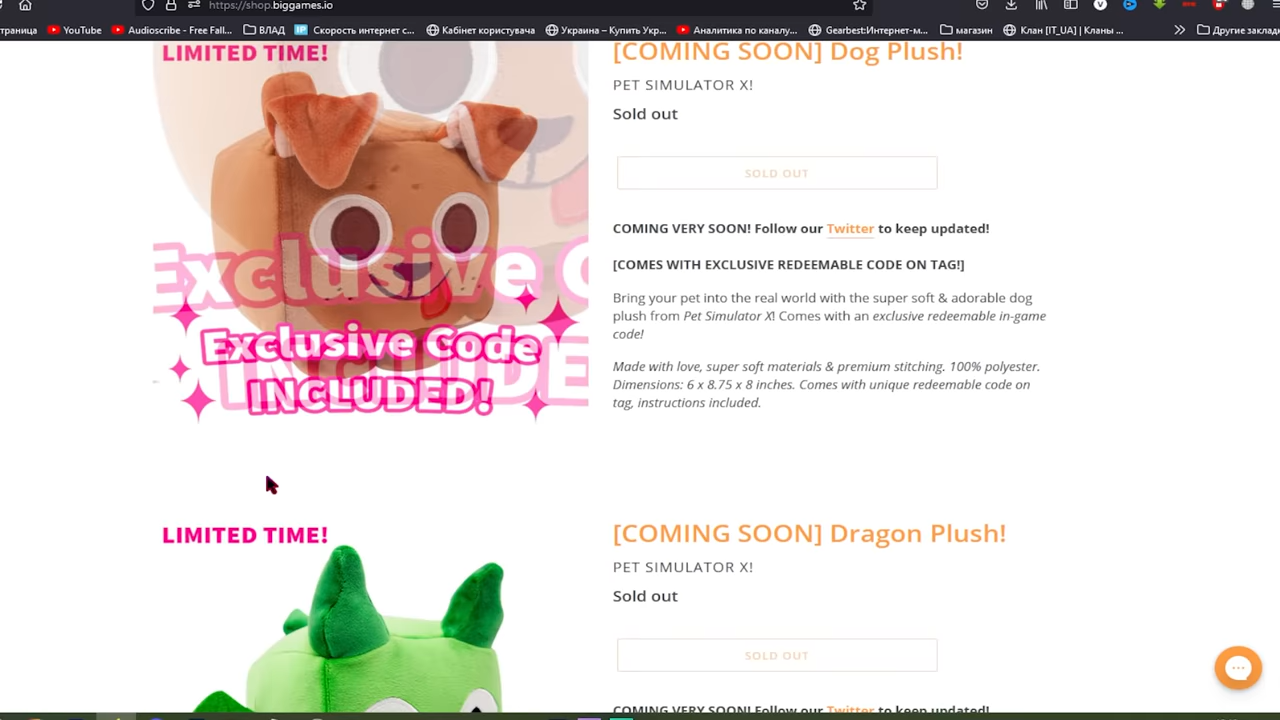 https://shop.biggames.io
траница
YouTube
Audioscribe - Free Fall...
ВЛАД
IP
Скорость интернет с...
Кабінет користувача
Украина – Купить Укр...
Аналитика по каналу...
Gearbest:Интернет-м...
магазин
Клан [IT_UA] | Кланы ...
Другие заклад
LIMITED TIME!
Exclusive C
INCLUDE
Exclusive Code
INCLUDED!
[COMING SOON] Dog Plush!
PET SIMULATOR X!
Sold out
SOLD OUT
COMING VERY SOON! Follow our Twitter to keep updated!
[COMES WITH EXCLUSIVE REDEEMABLE CODE ON TAG!]
Bring your pet into the real world with the super soft & adorable dog
plush from Pet Simulator X! Comes with an exclusive redeemable in-game
code!
Made with love, super soft materials & premium stitching. 100% polyester.
Dimensions: 6 x 8.75 x 8 inches. Comes with unique redeemable code on
tag, instructions included.
LIMITED TIME!
[COMING SOON] Dragon Plush!
PET SIMULATOR X!
Sold out
SOLD OUT
COMING VERY SOON! Follow our Twitter to keep updated!